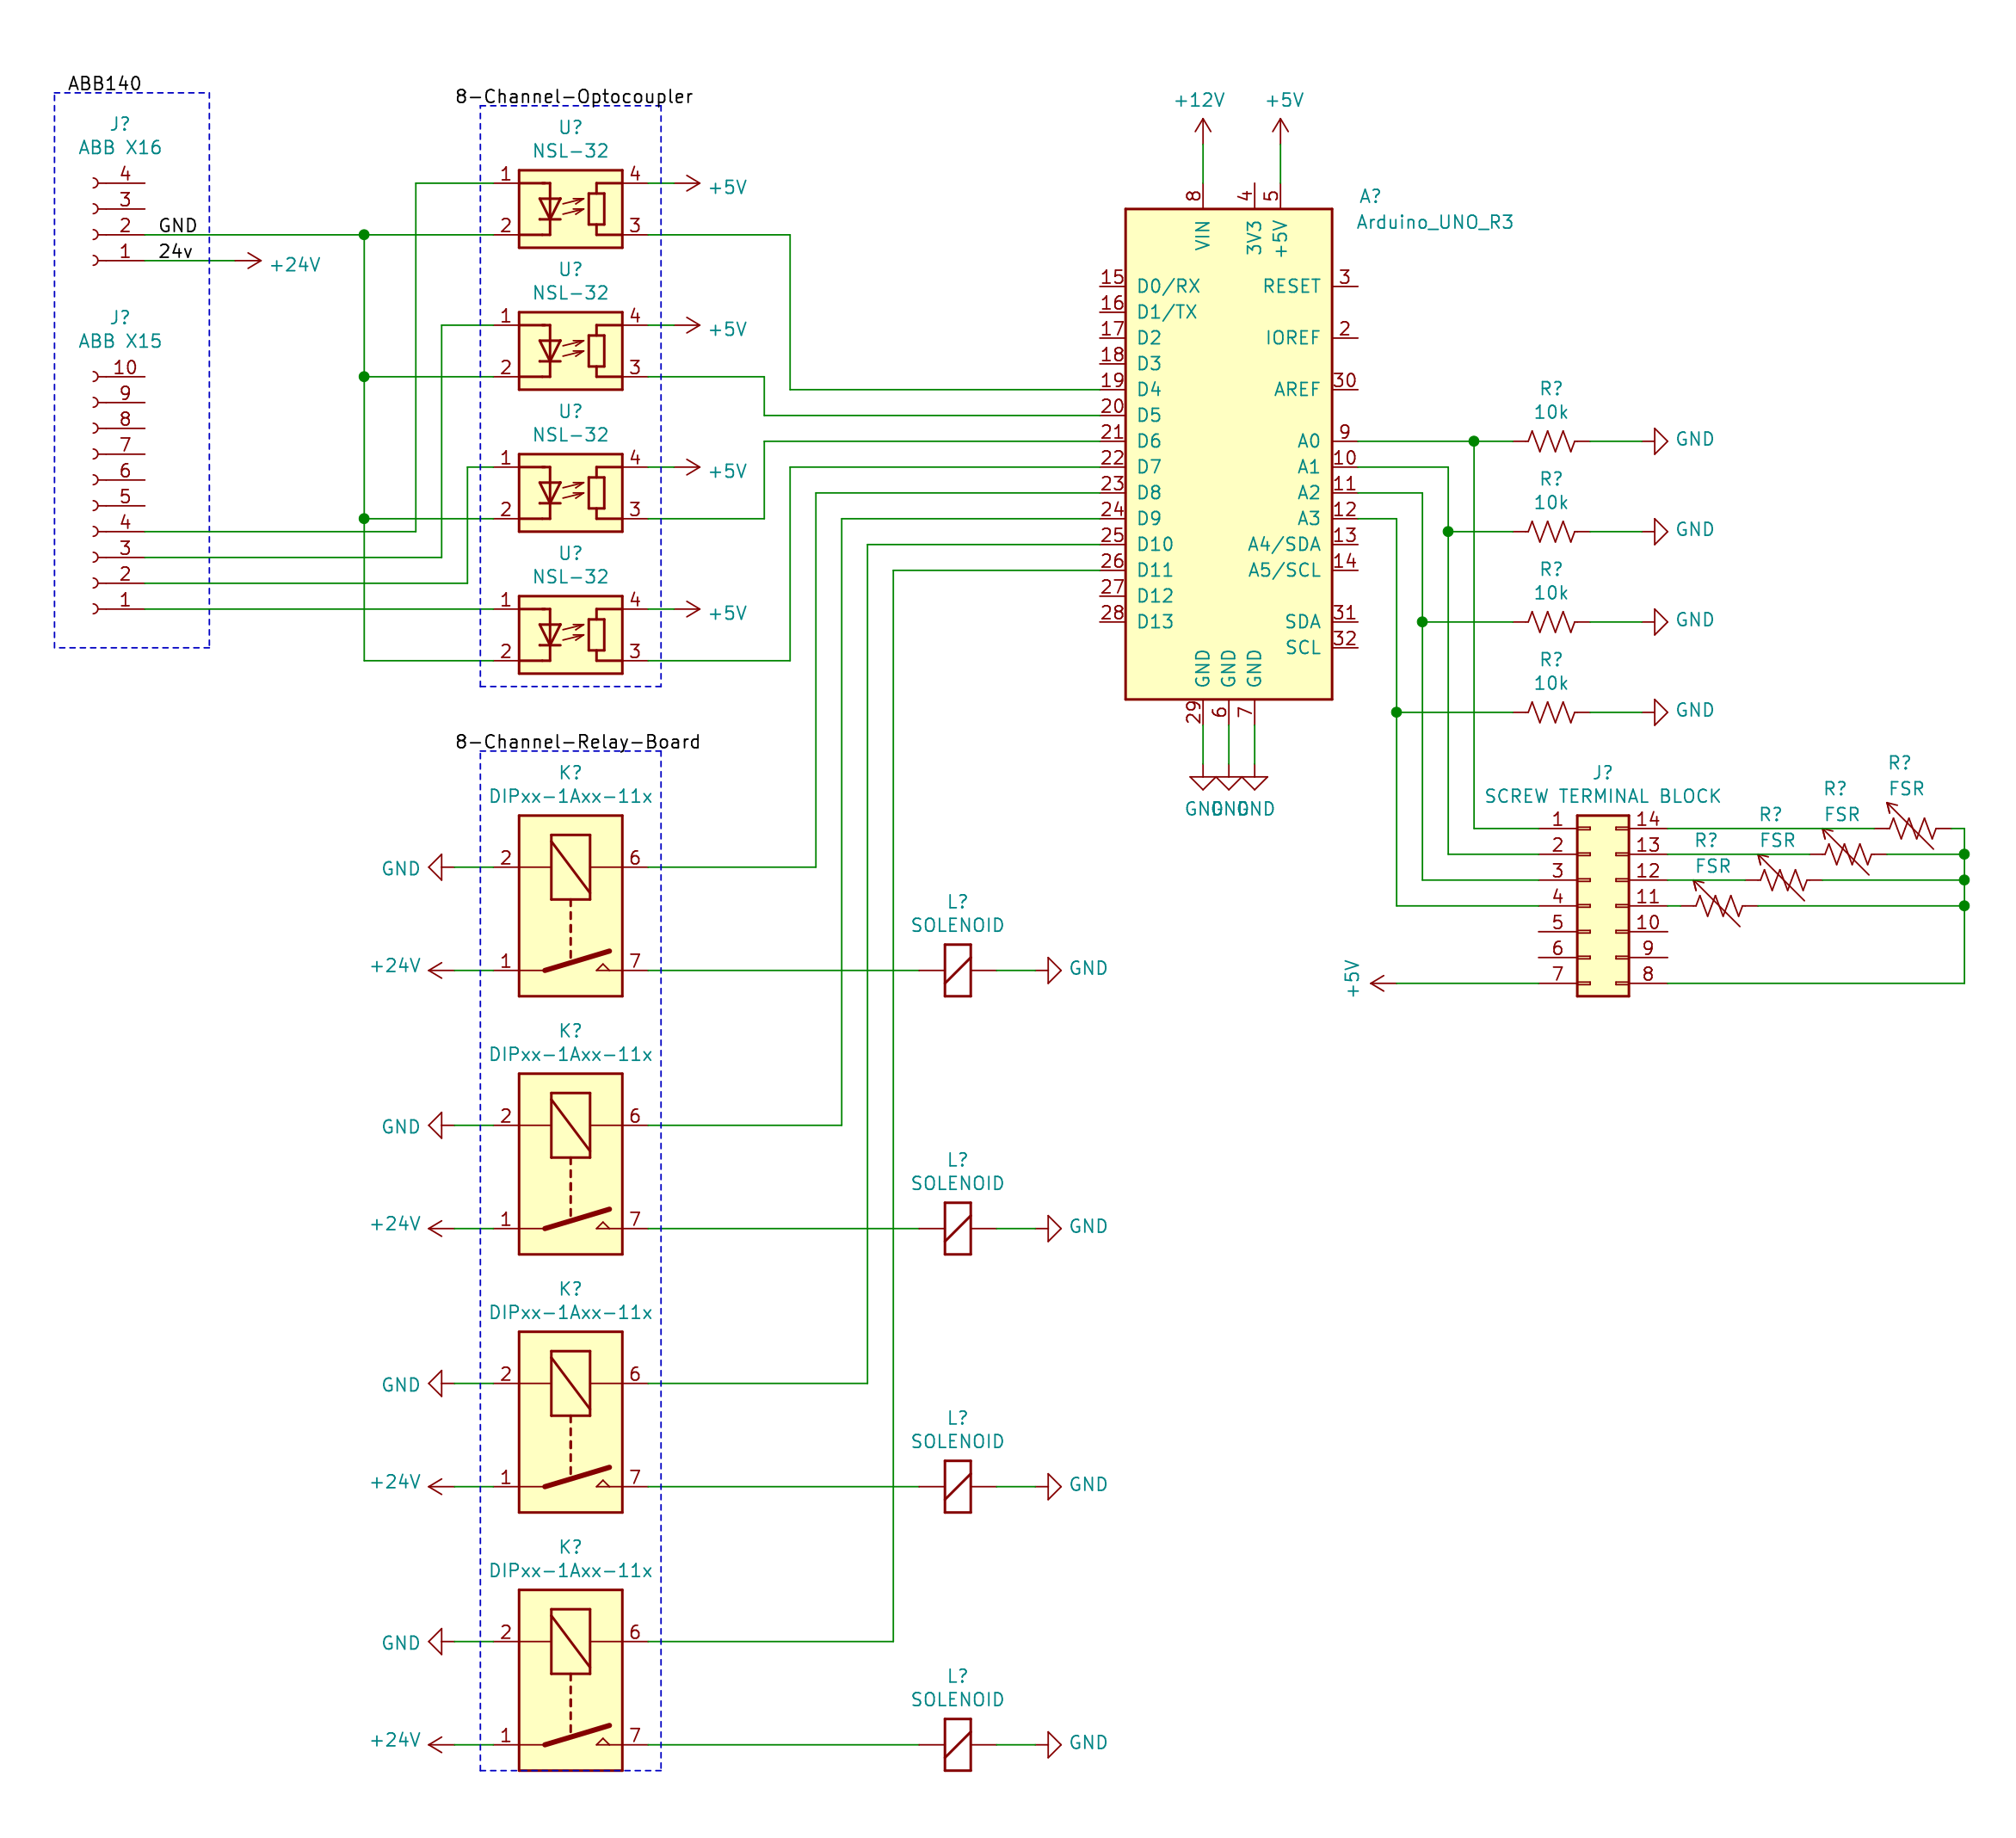 ABB140
J?
ABB X16
4
3
2
1
GND
24v
+24V
J?
ABB X15
10
9
8
7
6
5
4
3
2
1
8-Channel-Optocoupler
U?
NSL-32
1
2
4
3
+5V
U?
NSL-32
1
2
4
3
+5V
U?
NSL-32
1
2
4
3
+5V
U?
NSL-32
1
2
4
3
+5V
8-Channel-Relay-Board
K?
DIPxx-1Axx-11x
GND
2
6
+24V
1
7
L?
SOLENOID
GND
K?
DIPxx-1Axx-11x
GND
2
6
+24V
1
7
L?
SOLENOID
GND
K?
DIPxx-1Axx-11x
GND
2
6
+24V
1
7
L?
SOLENOID
GND
K?
DIPxx-1Axx-11x
GND
2
6
+24V
1
7
L?
SOLENOID
GND
+12V
+5V
8
4
5
A?
Arduino_UNO_R3
VIN
3V3
+5V
15 D0/RX
16 D1/TX
17 D2
18 D3
19 D4
20 D5
21 D6
22 D7
23 D8
24 D9
25 D10
26 D11
27 D12
28 D13
RESET 3
IOREF 2
AREF 30
A0 9
A1 10
A2 11
A3 12
A4/SDA 13
A5/SCL 14
SDA 31
SCL 32
GND
GND
GND
29
6
7
GND
GND
GND
R?
10k
GND
R?
10k
GND
R?
10k
GND
R?
10k
GND
J?
SCREW TERMINAL BLOCK
1
2
3
4
5
6
7
14
13
12
11
10
9
8
+5V
R?
FSR
R?
FSR
R?
FSR
R?
FSR